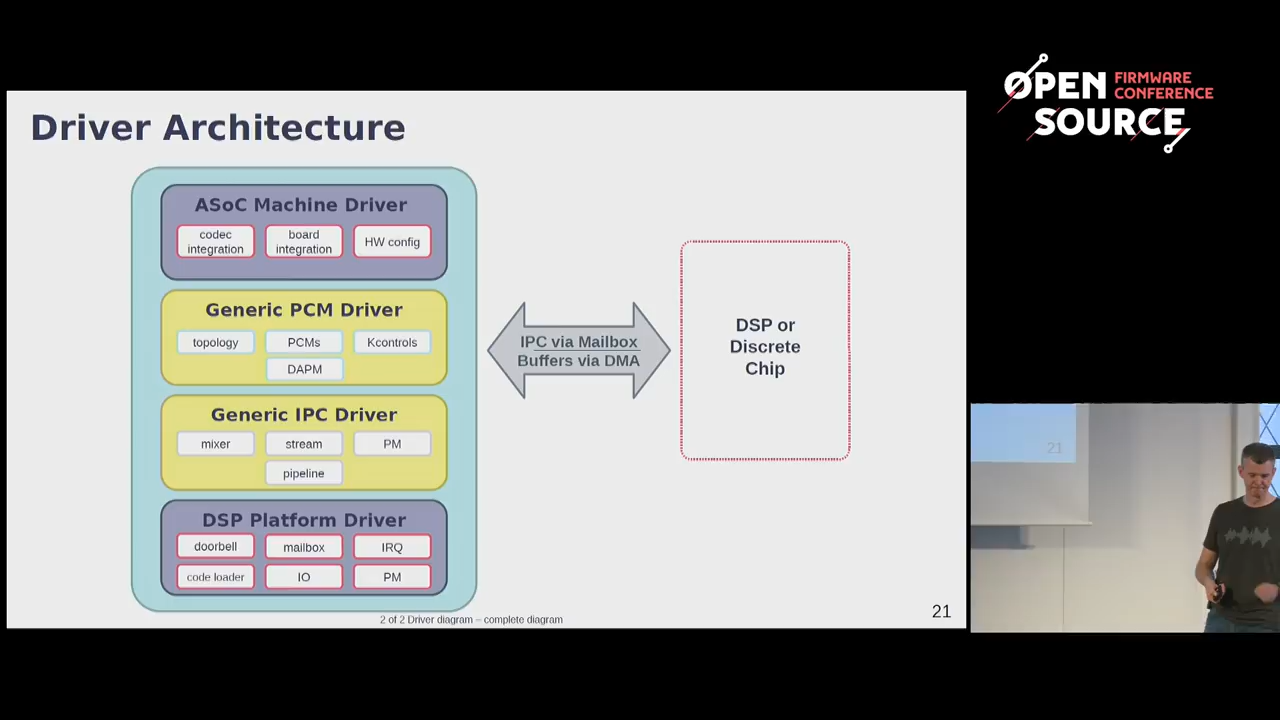 OPEN FIRMWARE
CONFERENCE
SOURCE
Driver Architecture
ASoC Machine Driver
codec
integration
board
integration
HW config
Generic PCM Driver
topology
PCMs
Kcontrols
DAPM
Generic IPC Driver
mixer
stream
PM
pipeline
DSP Platform Driver
doorbell
mailbox
IRQ
code loader
IO
PM
IPC via Mailbox
Buffers via DMA
DSP or
Discrete
Chip
2 of 2 Driver diagram – complete diagram
21
21